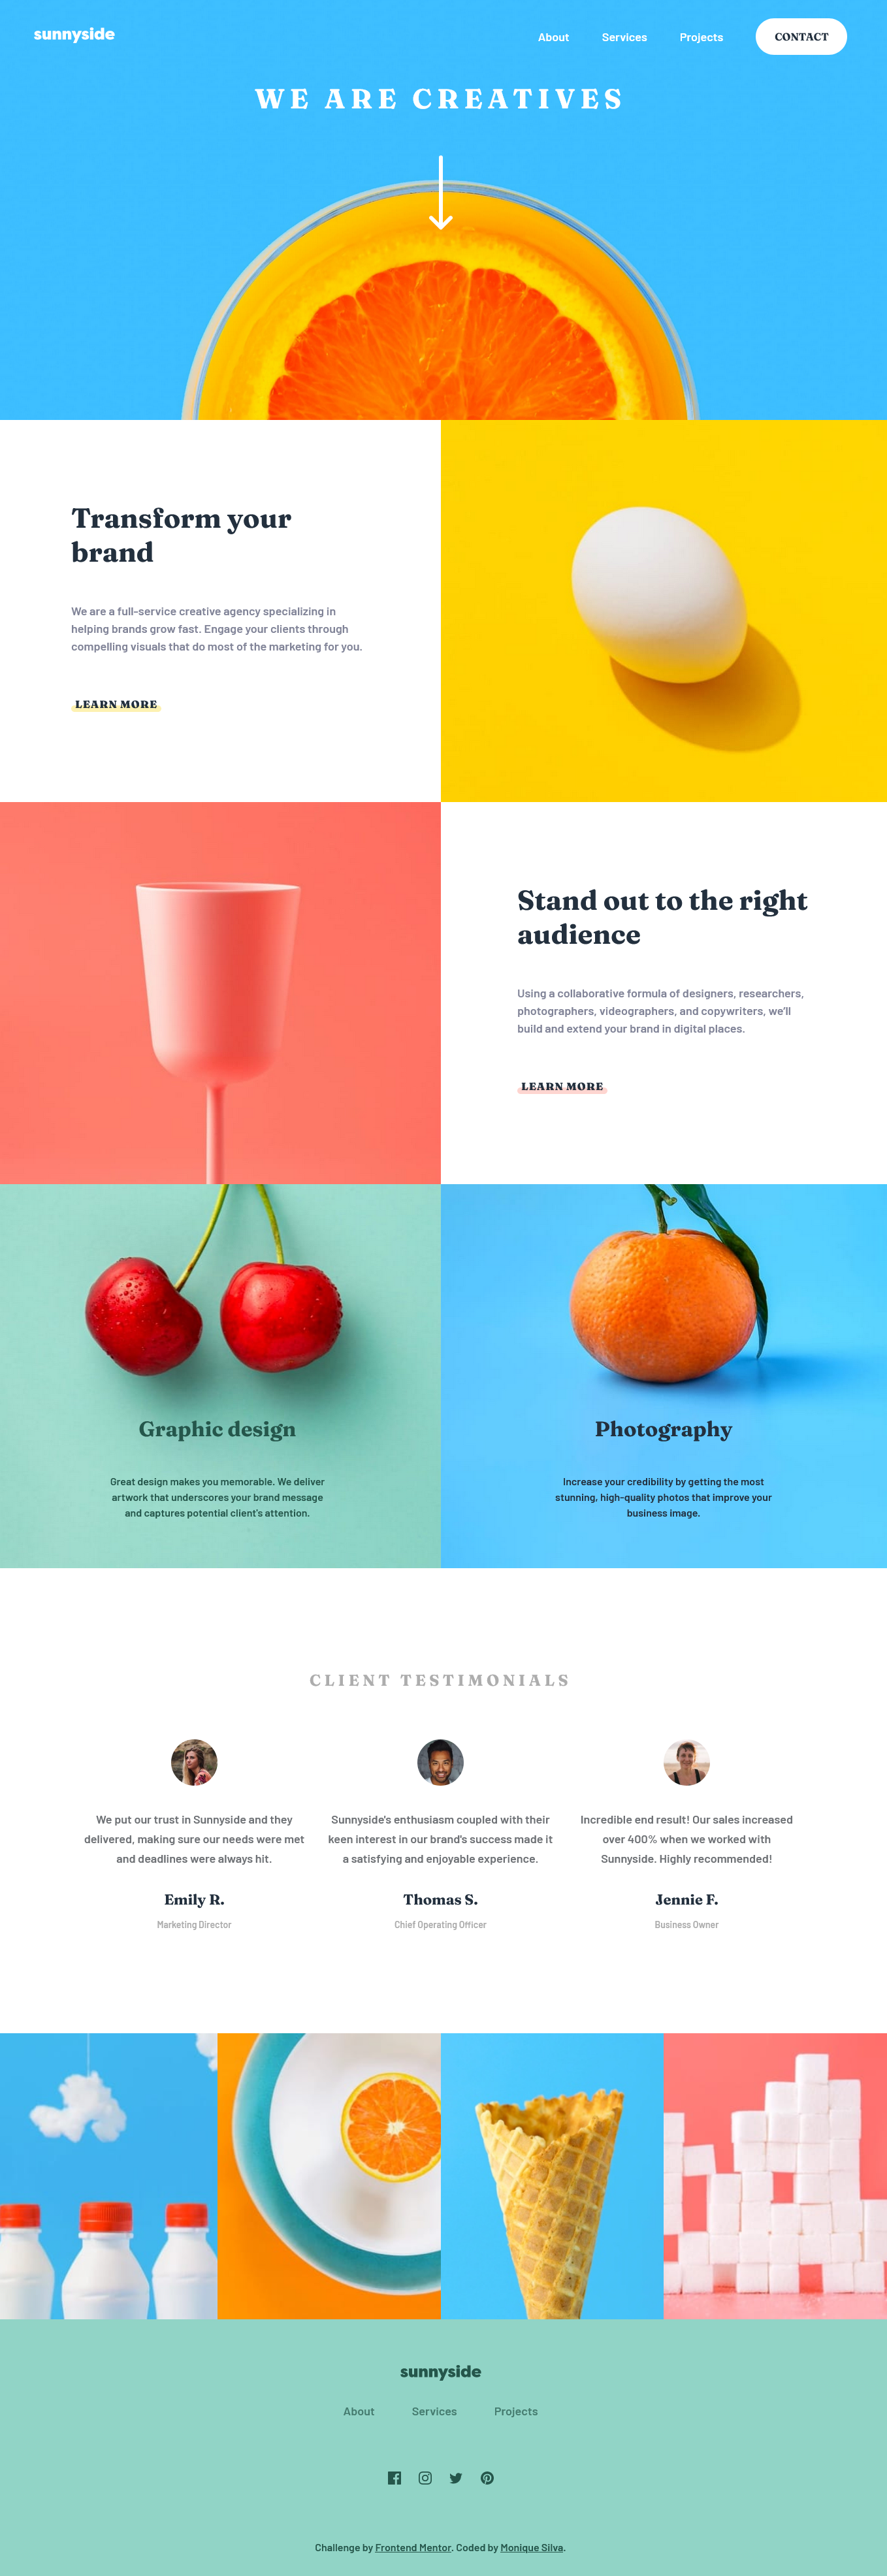 sunnyside
About Services Projects CONTACT
WE ARE CREATIVES
Transform your
brand
We are a full-service creative agency specializing in
helping brands grow fast. Engage your clients through
compelling visuals that do most of the marketing for you.
LEARN MORE
Stand out to the right
audience
Using a collaborative formula of designers, researchers,
photographers, videographers, and copywriters, we'll
build and extend your brand in digital places.
LEARN MORE
Graphic design
Great design makes you memorable. We deliver
artwork that underscores your brand message
and captures potential client's attention.
Photography
Increase your credibility by getting the most
stunning, high-quality photos that improve your
business image.
CLIENT TESTIMONIALS
We put our trust in Sunnyside and they
delivered, making sure our needs were met
and deadlines were always hit.
Emily R.
Marketing Director
Sunnyside's enthusiasm coupled with their
keen interest in our brand's success made it
a satisfying and enjoyable experience.
Thomas S.
Chief Operating Officer
Incredible end result! Our sales increased
over 400% when we worked with
Sunnyside. Highly recommended!
Jennie F.
Business Owner
sunnyside
About Services Projects
Challenge by Frontend Mentor. Coded by Monique Silva.